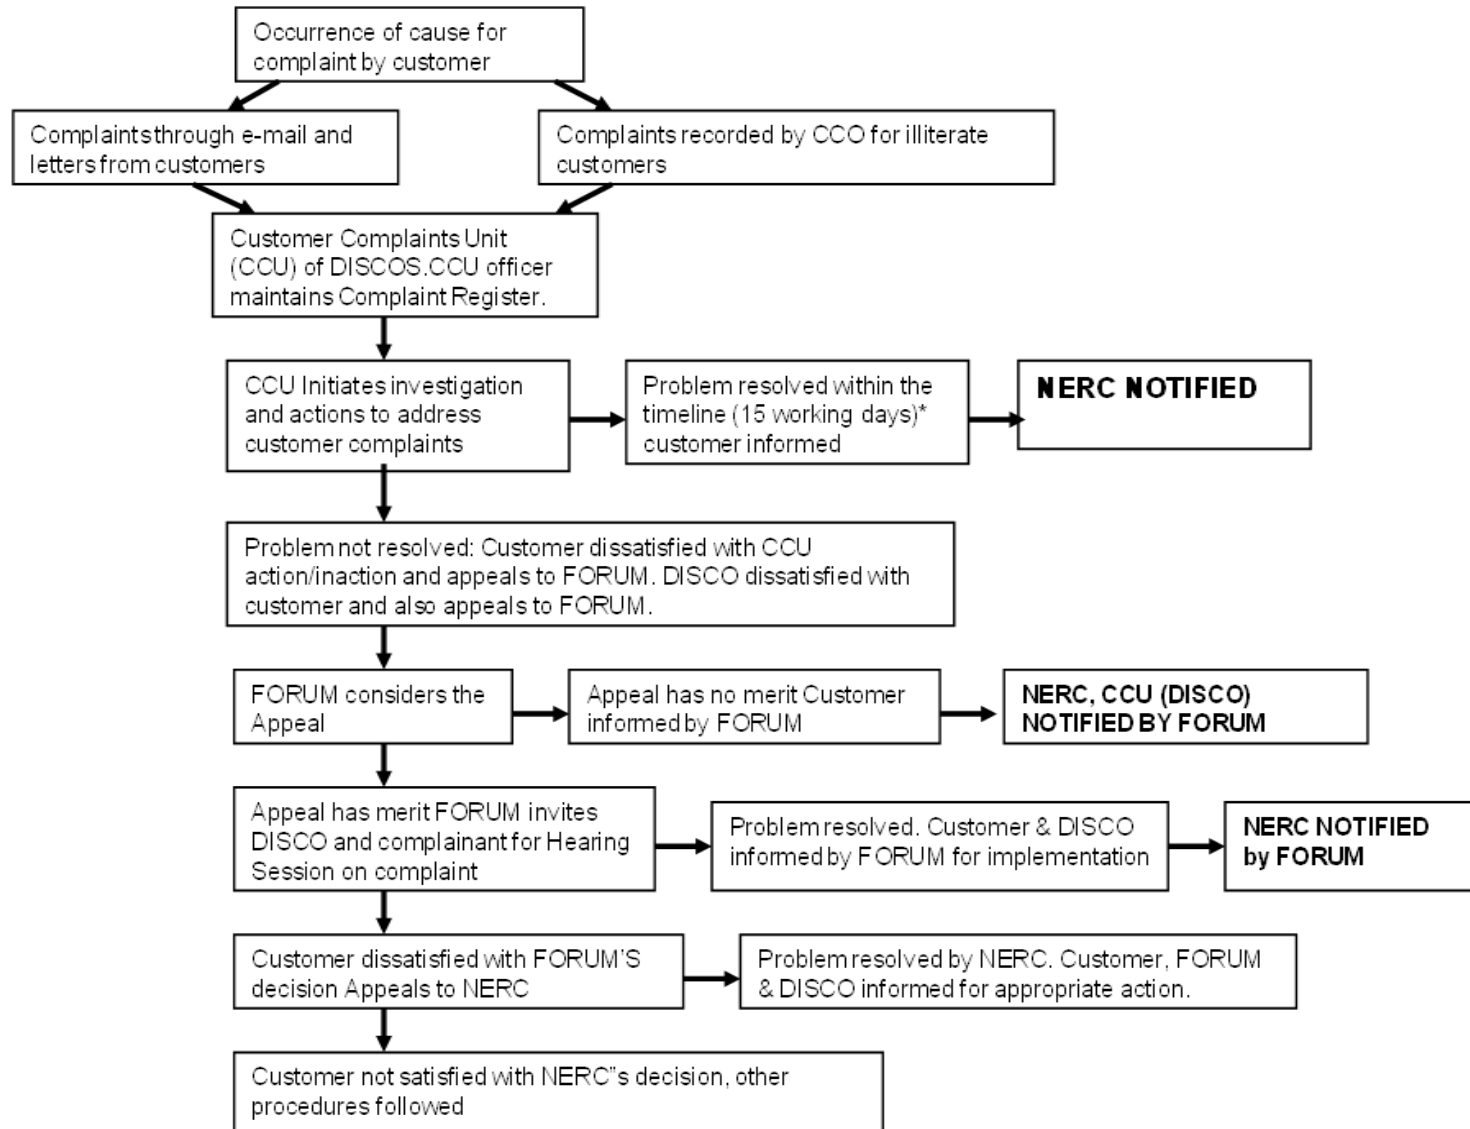 Occurrence of cause for
complaint by customer
Complaints through e-mail and
letters from customers
Complaints recorded by CCO for illiterate
customers
Customer Complaints Unit
(CCU) of DISCOS.CCU officer
maintains Complaint Register.
CCU Initiates investigation
and actions to address
customer complaints
Problem resolved within the
timeline (15 working days)*
customer informed
NERC NOTIFIED
Problem not resolved: Customer dissatisfied with CCU
action/inaction and appeals to FORUM. DISCO dissatisfied with
customer and also appeals to FORUM.
FORUM considers the
Appeal
Appeal has no merit Customer
informed by FORUM
NERC, CCU (DISCO)
NOTIFIED BY FORUM
Appeal has merit FORUM invites
DISCO and complainant for Hearing
Session on complaint
Problem resolved. Customer & DISCO
informed by FORUM for implementation
NERC NOTIFIED
by FORUM
Customer dissatisfied with FORUM'S
decision Appeals to NERC
Problem resolved by NERC. Customer, FORUM
& DISCO informed for appropriate action.
Customer not satisfied with NERC"s decision, other
procedures followed